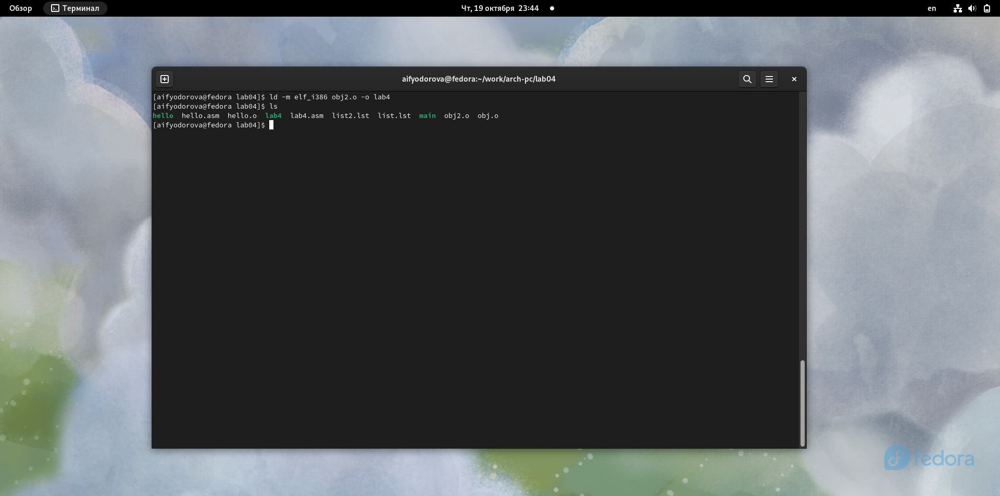 Обзор Терминал Чт, 19 октября 23:44 en
aifyodorova@fedora:~/work/arch-pc/lab04
[aifyodorova@fedora lab04]$ ld -m elf_i386 obj2.o -o lab4
[aifyodorova@fedora lab04]$ ls
hello hello.asm hello.o lab4 lab4.asm list2.lst list.lst main obj2.o obj.o
[aifyodorova@fedora lab04]$
fedora